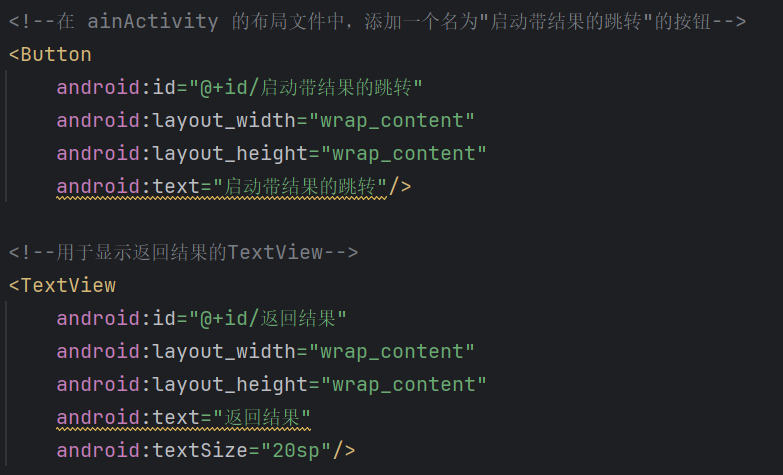 <!--在 ainActivity 的布局文件中，添加一个名为"启动带结果的跳转"的按钮-->
<Button
    android:id="@+id/启动带结果的跳转"
    android:layout_width="wrap_content"
    android:layout_height="wrap_content"
    android:text="启动带结果的跳转"/>

<!--用于显示返回结果的TextView-->
<TextView
    android:id="@+id/返回结果"
    android:layout_width="wrap_content"
    android:layout_height="wrap_content"
    android:text="返回结果"
    android:textSize="20sp"/>